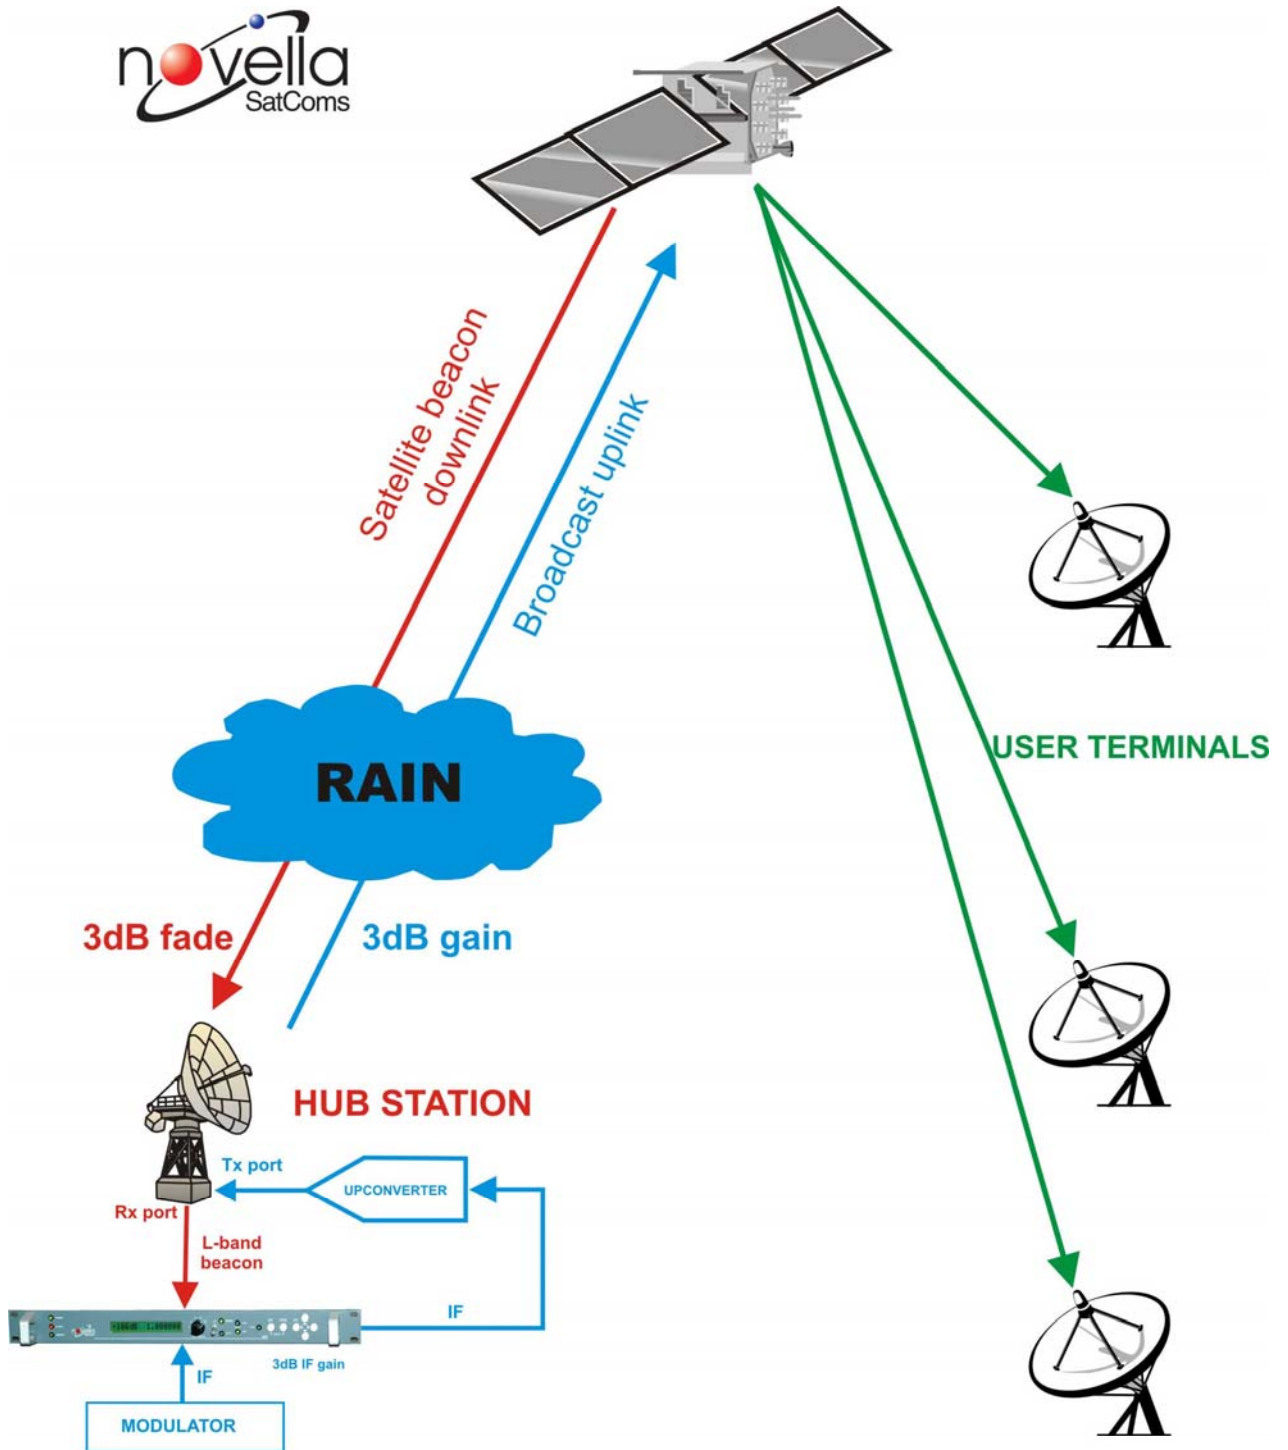 novella
SatComs
Satellite beacon
downlink
Broadcast uplink
USER TERMINALS
RAIN
3dB fade
3dB gain
HUB STATION
Tx port
UPCONVERTER
Rx port
L-band
beacon
IF
3dB IF gain
IF
MODULATOR